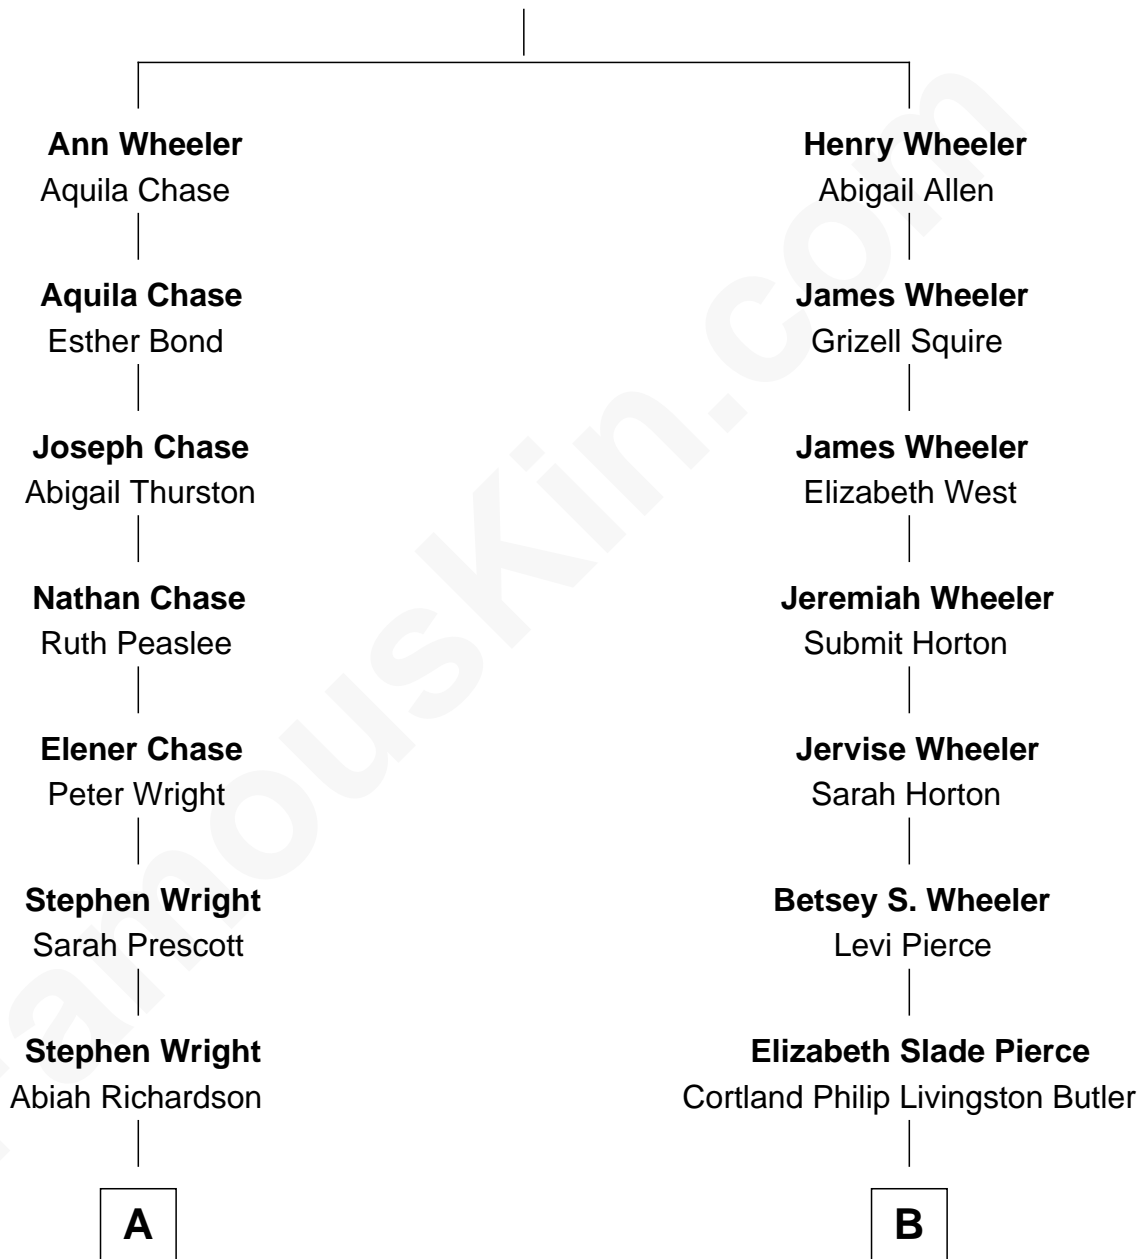 Ann Wheeler
Aquila Chase
Aquila Chase
Esther Bond
Joseph Chase
Abigail Thurston
Nathan Chase
Ruth Peaslee
Elener Chase
Peter Wright
Stephen Wright
Sarah Prescott
Stephen Wright
Abiah Richardson
A
Henry Wheeler
Abigail Allen
James Wheeler
Grizell Squire
James Wheeler
Elizabeth West
Jeremiah Wheeler
Submit Horton
Jervise Wheeler
Sarah Horton
Betsey S. Wheeler
Levi Pierce
Elizabeth Slade Pierce
Cortland Philip Livingston Butler
B
FamousKin.com